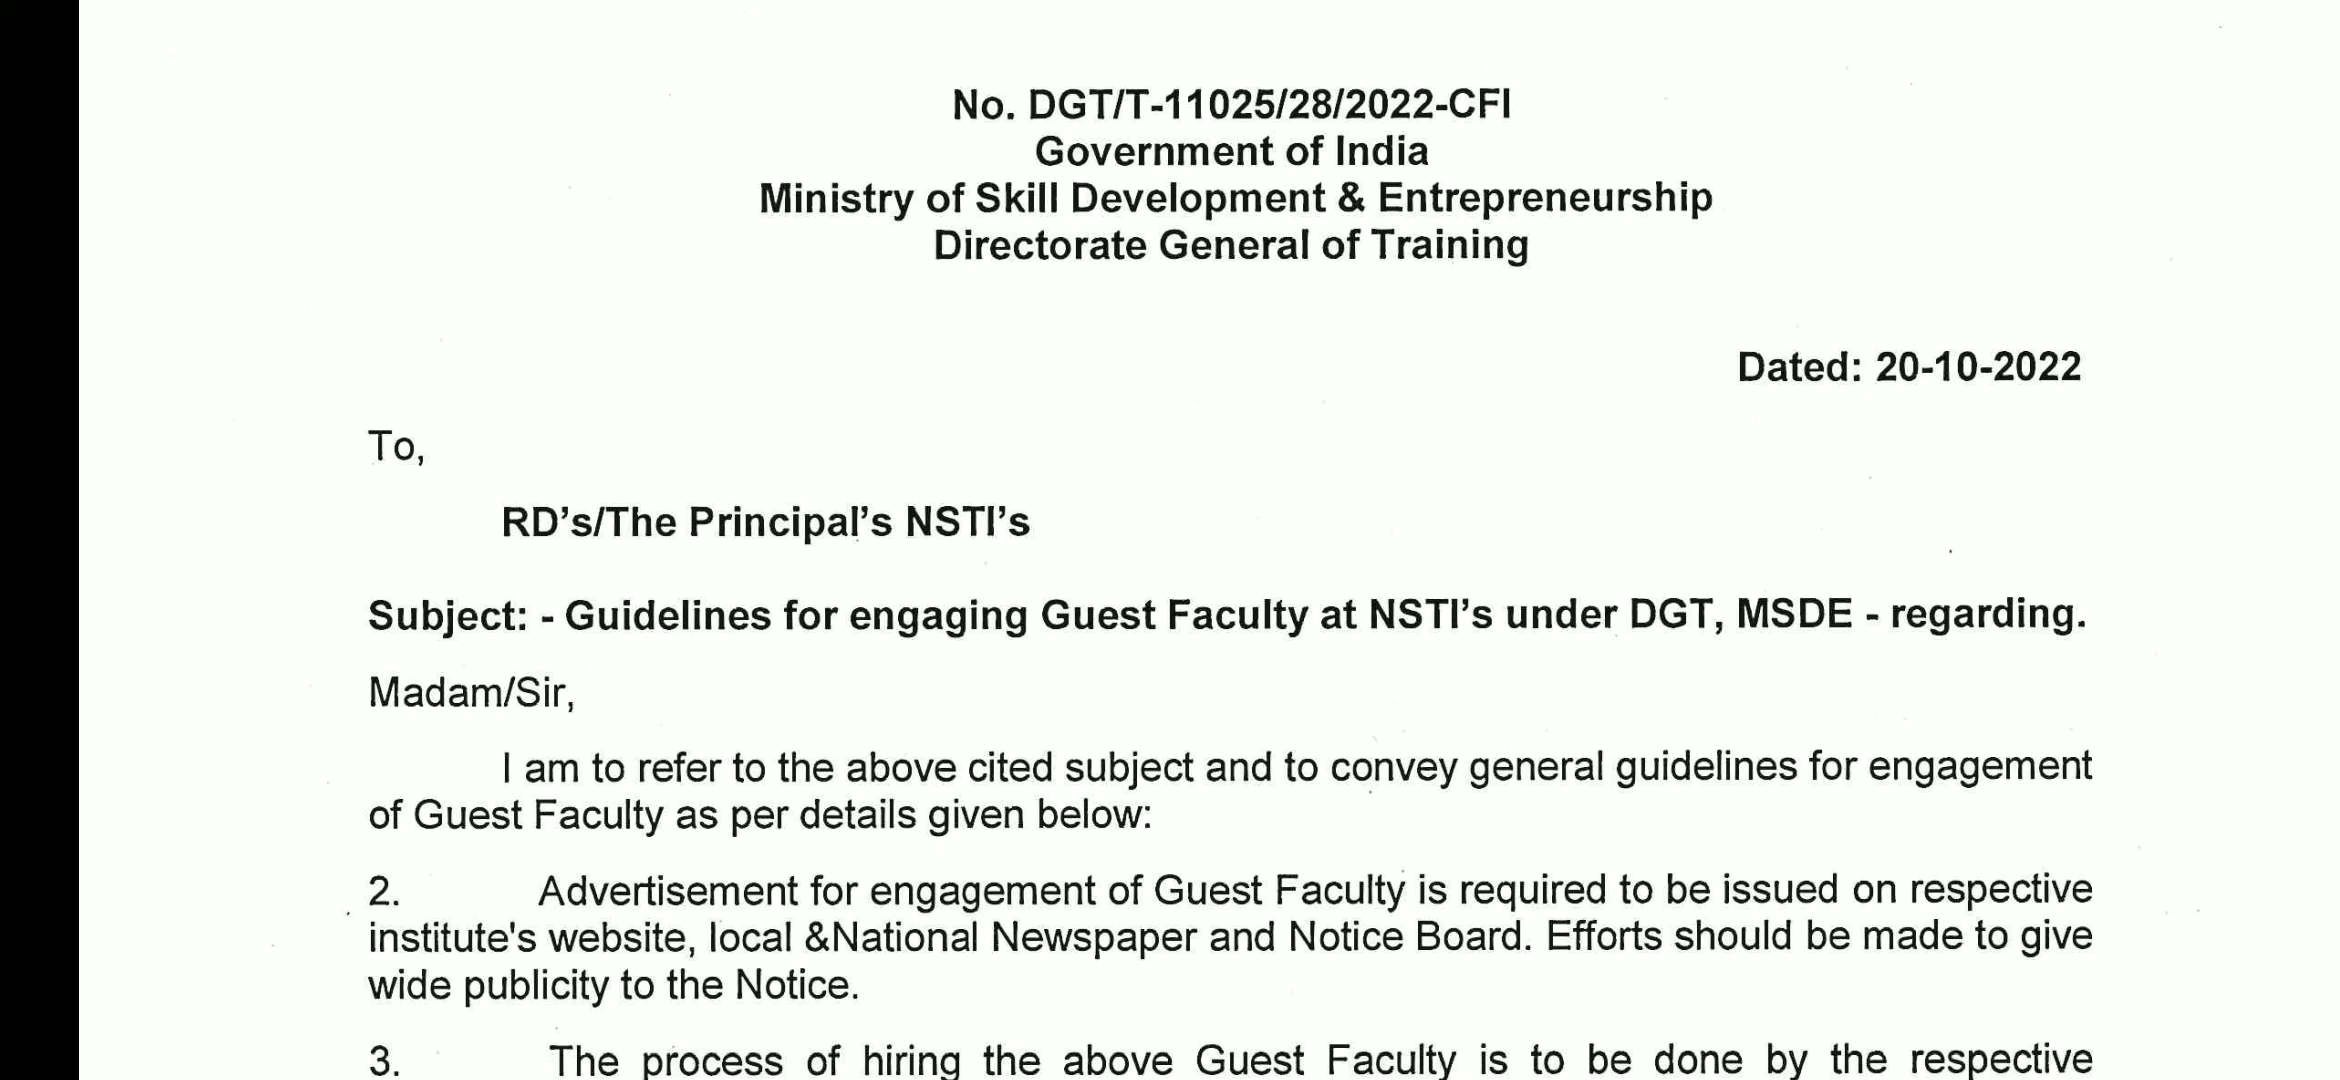 No. DGT/T-11025/28/2022-CFI
Government of India
Ministry of Skill Development & Entrepreneurship
Directorate General of Training
Dated: 20-10-2022
To,
RD's/The Principal's NSTI's
Subject: - Guidelines for engaging Guest Faculty at NSTI's under DGT, MSDE - regarding.
Madam/Sir,
I am to refer to the above cited subject and to convey general guidelines for engagement
of Guest Faculty as per details given below:
2. Advertisement for engagement of Guest Faculty is required to be issued on respective
institute's website, local &National Newspaper and Notice Board. Efforts should be made to give
wide publicity to the Notice.
3. The process of hiring the above Guest Faculty is to be done by the respective